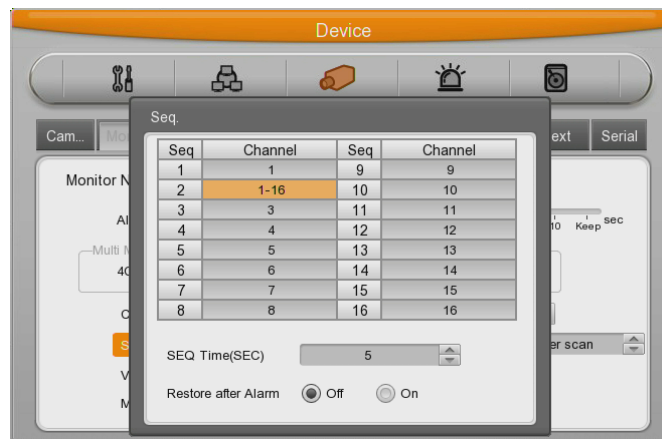 Device
Seq.
Cam... Mo ext Serial
Seq Channel Seq Channel
1 1 9 9
2 1-16 10 10
3 3 11 11
4 4 12 12
5 5 13 13
6 6 14 14
7 7 15 15
8 8 16 16
Monitor N
Al
10 Keep sec
Multi M
40
C
S
er scan
V
M
SEQ Time(SEC) 5
Restore after Alarm Off On